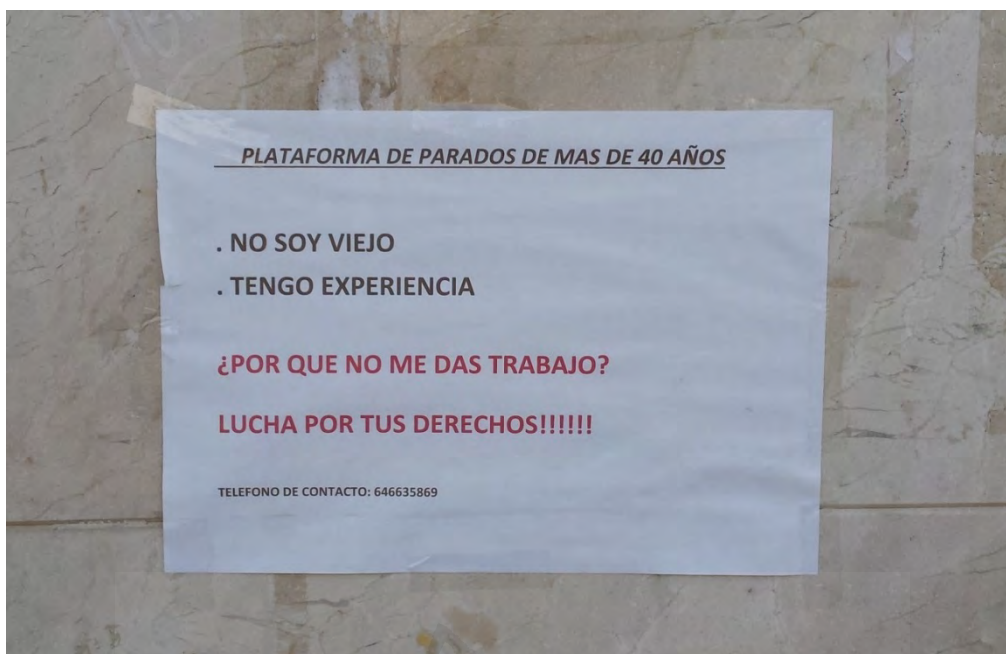 PLATAFORMA DE PARADOS DE MAS DE 40 AÑOS
. NO SOY VIEJO
. TENGO EXPERIENCIA
¿POR QUE NO ME DAS TRABAJO?
LUCHA POR TUS DERECHOS!!!!!!
TELEFONO DE CONTACTO: 646635869